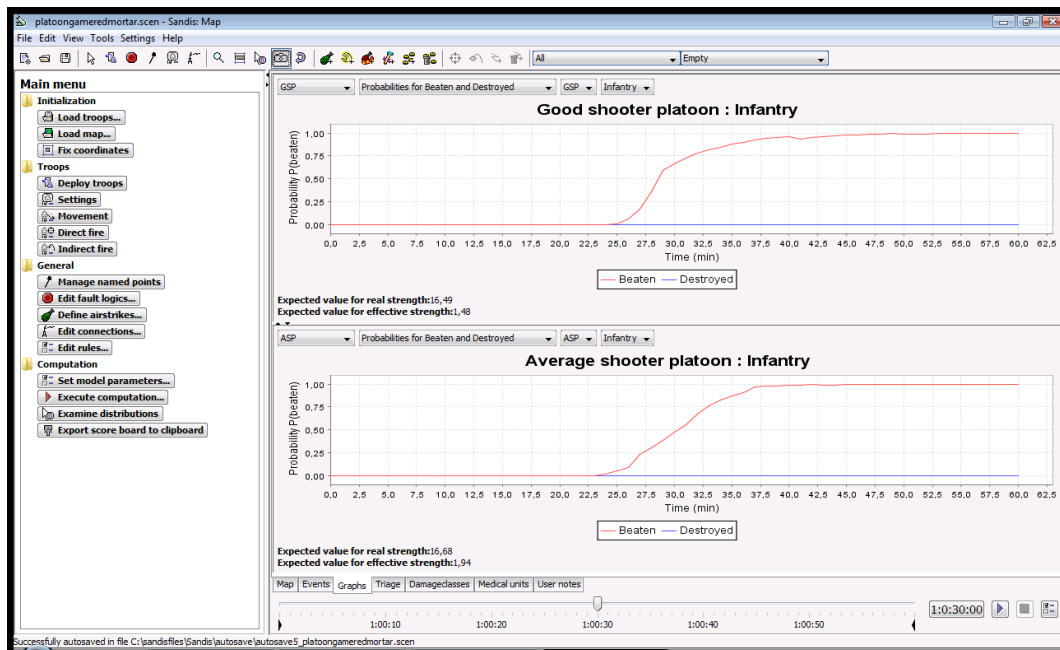 platoongameredmortar.scen - Sandis: Map
File Edit View Tools Settings Help
All Empty
Main menu
Initialization
Load troops...
Load map...
Fix coordinates
Troops
Deploy troops
Settings
Movement
Direct fire
Indirect fire
General
Manage named points
Edit fault logics...
Define airstrikes...
Edit connections...
Edit rules...
Computation
Set model parameters...
Execute computation...
Examine distributions
Export score board to clipboard
GSP Probabilities for Beaten and Destroyed GSP Infantry
Good shooter platoon : Infantry
Probability P(beaten)
1,00
0,75
0,50
0,25
0,00
0,0 2,5 5,0 7,5 10,0 12,5 15,0 17,5 20,0 22,5 25,0 27,5 30,0 32,5 35,0 37,5 40,0 42,5 45,0 47,5 50,0 52,5 55,0 57,5 60,0 62,5
Time (min)
Beaten Destroyed
Expected value for real strength:16,49
Expected value for effective strength:1,48
ASP Probabilities for Beaten and Destroyed ASP Infantry
Average shooter platoon : Infantry
Probability P(beaten)
1,00
0,75
0,50
0,25
0,00
0,0 2,5 5,0 7,5 10,0 12,5 15,0 17,5 20,0 22,5 25,0 27,5 30,0 32,5 35,0 37,5 40,0 42,5 45,0 47,5 50,0 52,5 55,0 57,5 60,0 62,5
Time (min)
Beaten Destroyed
Expected value for real strength:16,68
Expected value for effective strength:1,94
Map Events Graphs Triage Damageclasses Medical units User notes
1:00:10 1:00:20 1:00:30 1:00:40 1:00:50
1:0:30:00
Successfully autosaved in file C:\sandisfiles\Sandis\autosave\autosave5_platoongameredmortar.scen